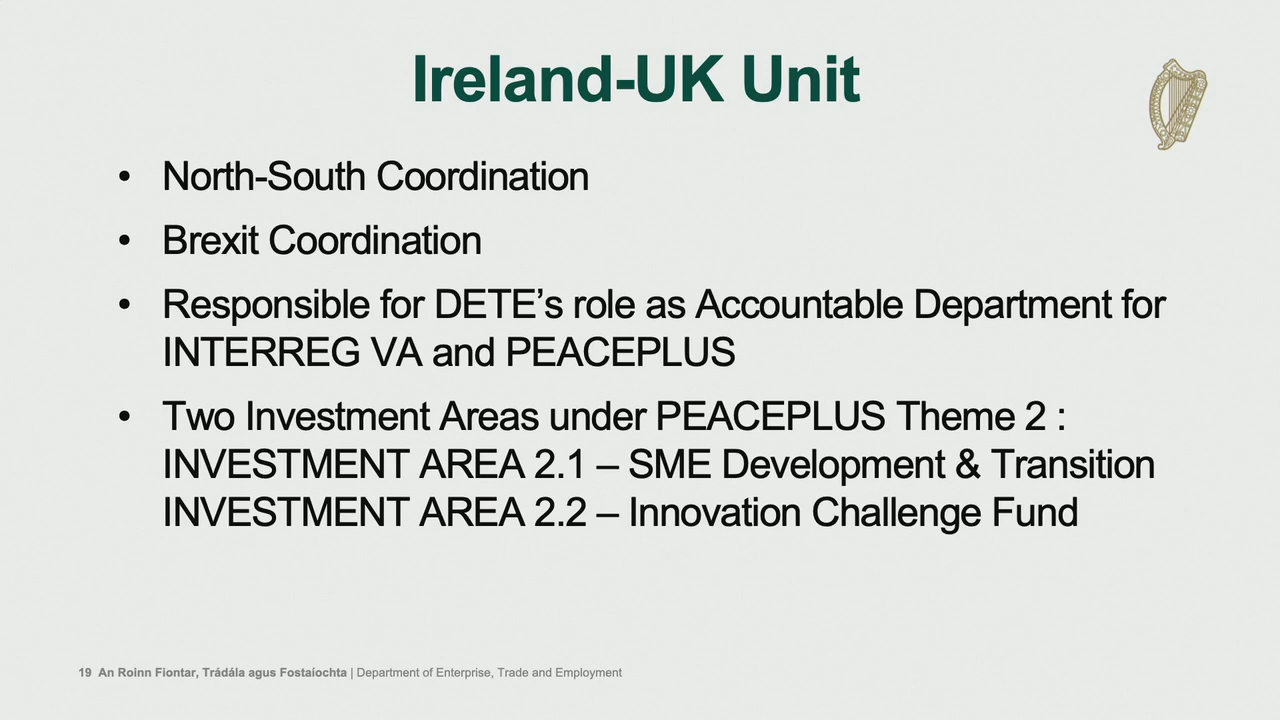 Ireland-UK Unit
• North-South Coordination
• Brexit Coordination
• Responsible for DETE’s role as Accountable Department for
INTERREG VA and PEACEPLUS
• Two Investment Areas under PEACEPLUS Theme 2 :
INVESTMENT AREA 2.1 – SME Development & Transition
INVESTMENT AREA 2.2 – Innovation Challenge Fund
19 An Roinn Fiontar, Trádála agus Fostaíochta | Department of Enterprise, Trade and Employment